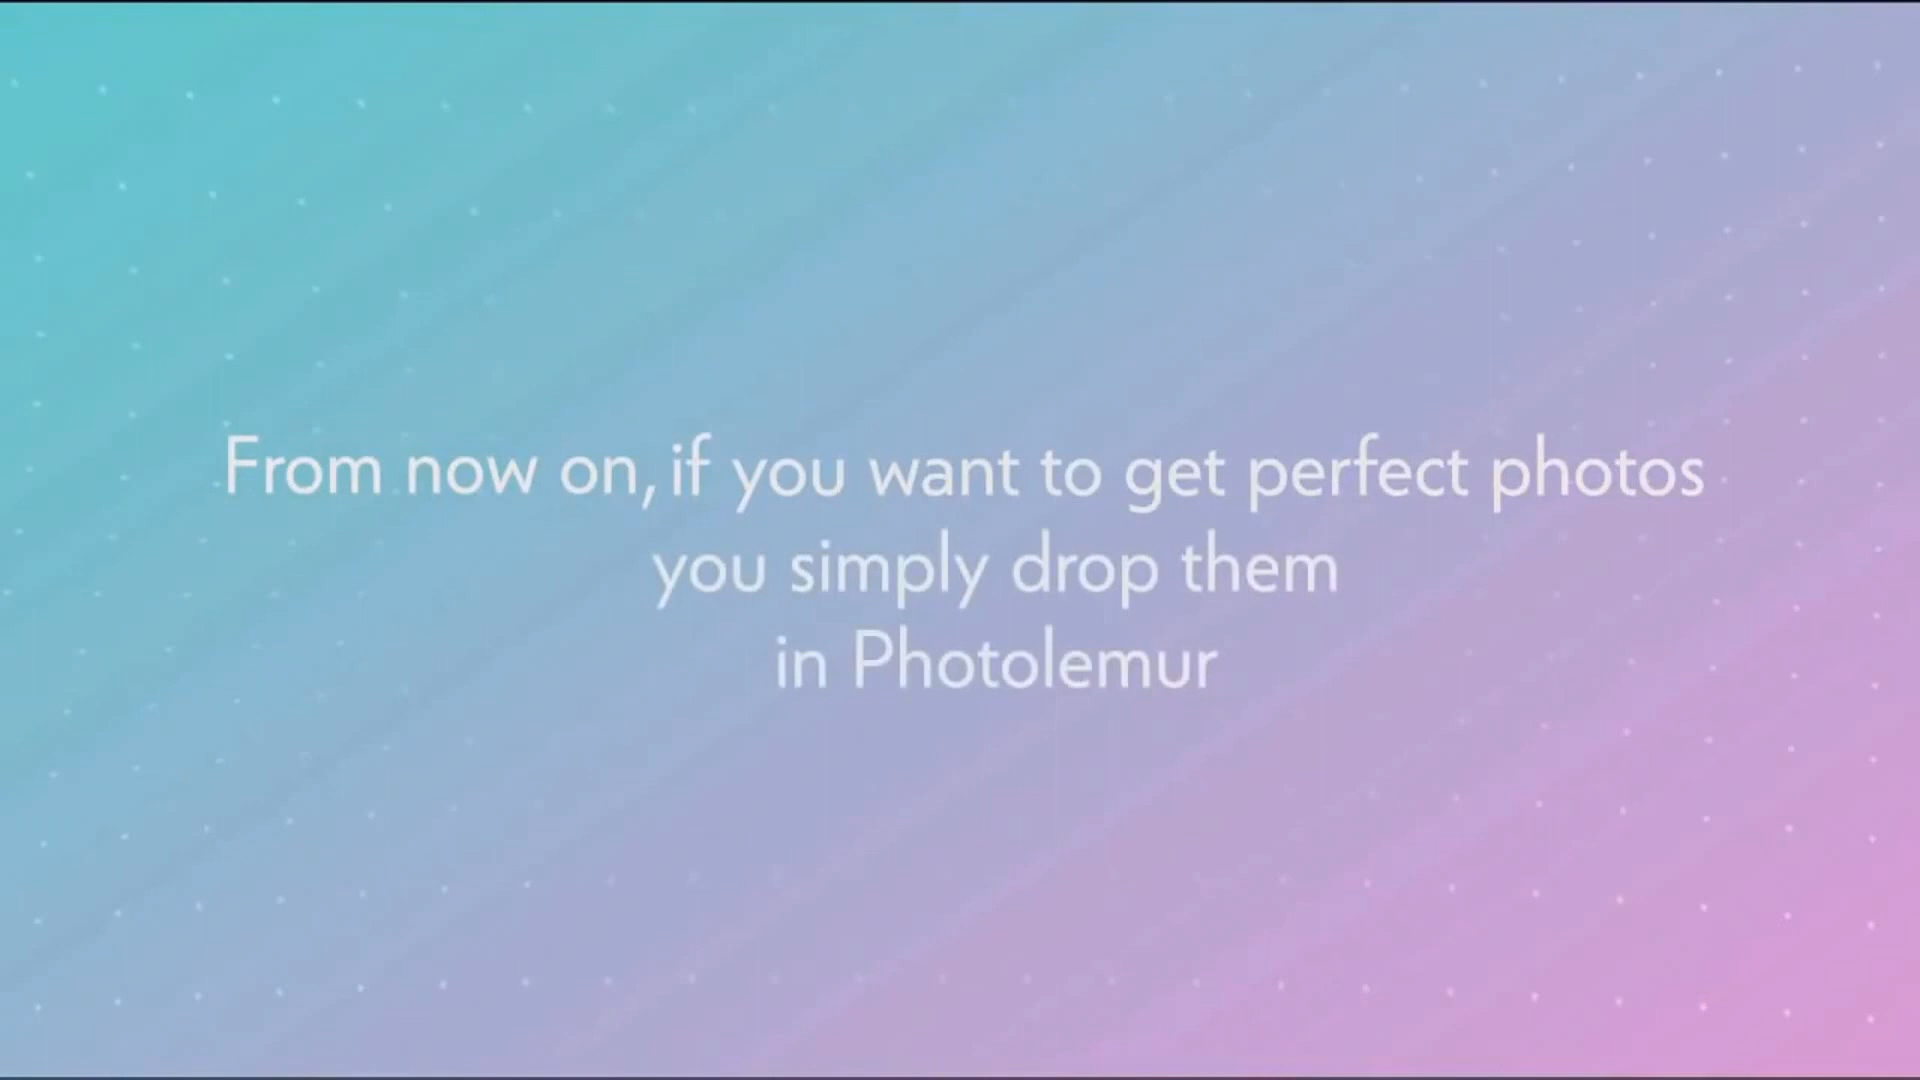 From now on, if you want to get perfect photos
you simply drop them
in Photolemur